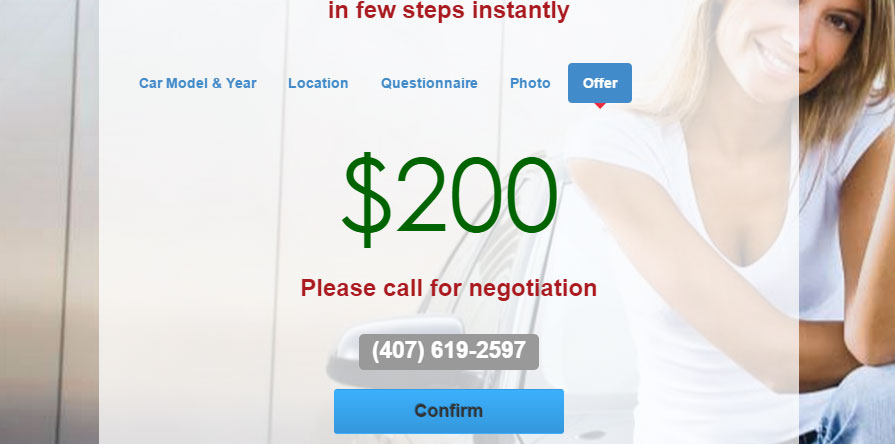 in few steps instantly
Car Model & Year Location Questionnaire Photo Offer
$200
Please call for negotiation
(407) 619-2597
Confirm